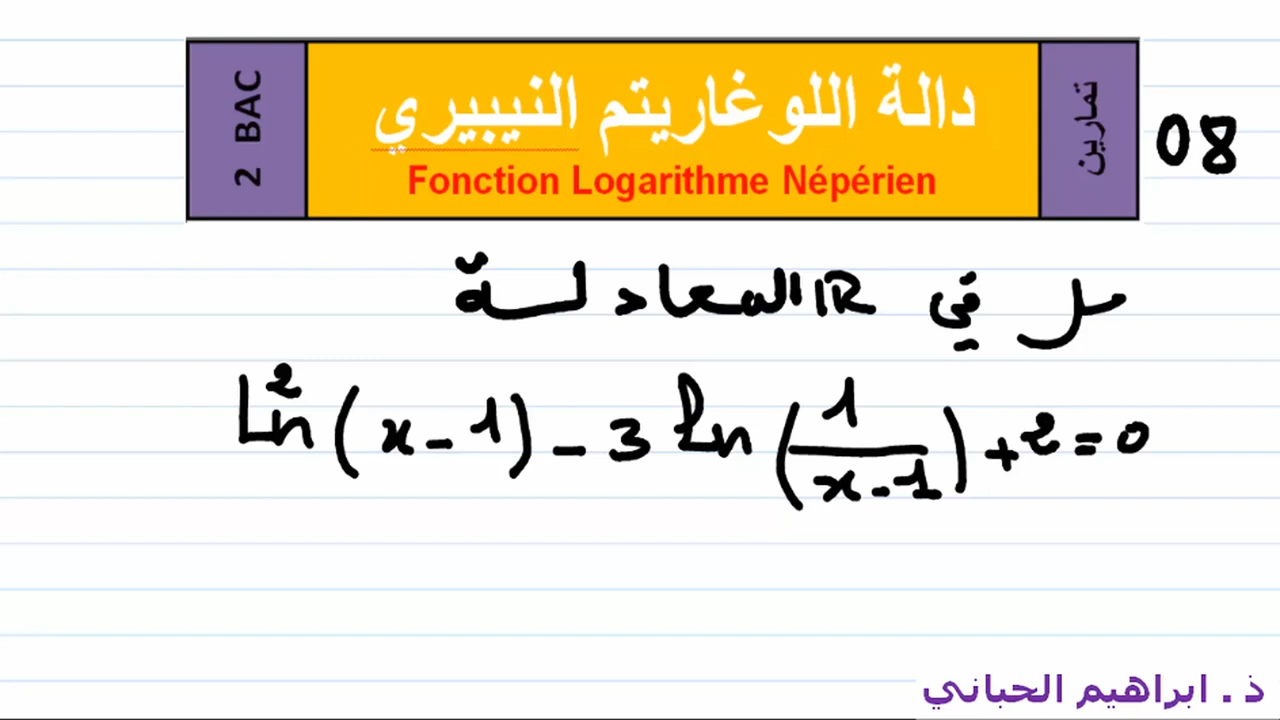 2 BAC
دالة اللوغاريتم النيبيري
Fonction Logarithme Népérien
تمارين
08
حل في IR المعادلة
ln²(x-1) - 3 ln(1/(x-1)) + 2 = 0
ذ . ابراهيم الحباني